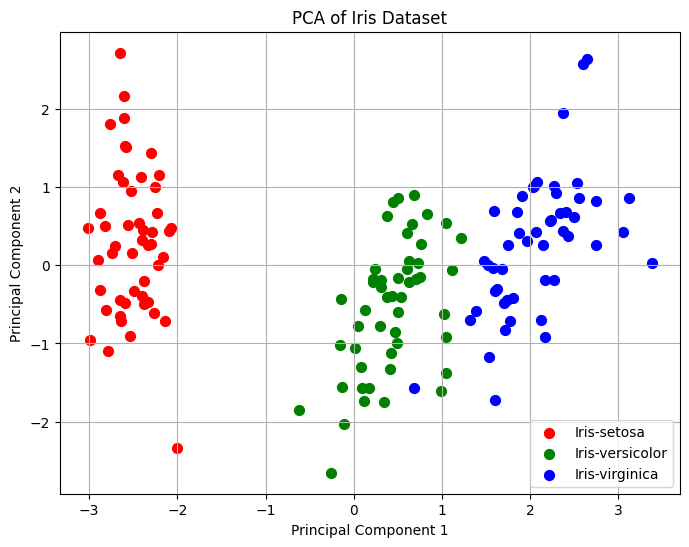 PCA of Iris Dataset
Principal Component 2
2
1
0
−1
−2
−3
−2
−1
0
1
2
3
Principal Component 1
Iris-setosa
Iris-versicolor
Iris-virginica